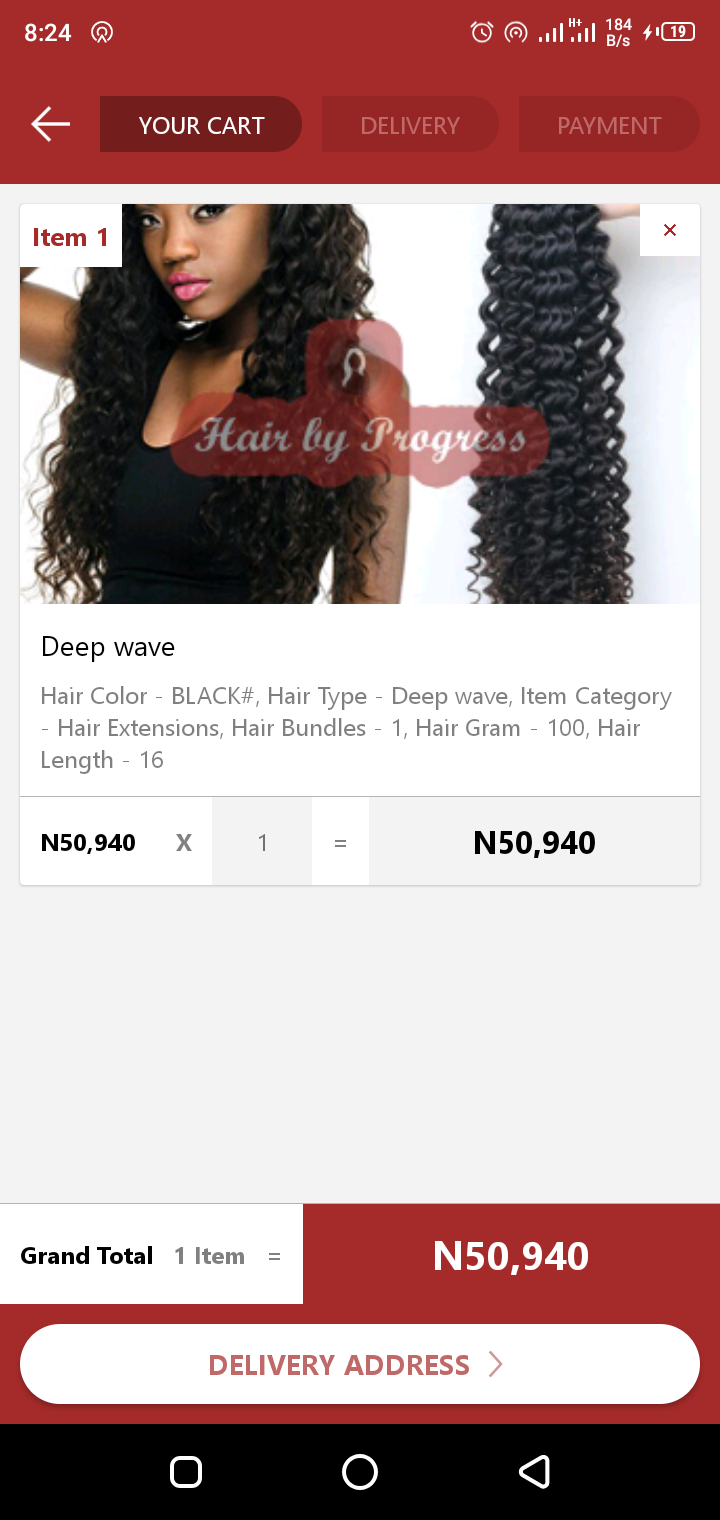 8:24
H+
184
B/s
19
YOUR CART
DELIVERY
PAYMENT
Item 1
×
Hair by Progress
Deep wave
Hair Color - BLACK#, Hair Type - Deep wave, Item Category
- Hair Extensions, Hair Bundles - 1, Hair Gram - 100, Hair
Length - 16
N50,940 X 1 = N50,940
Grand Total 1 Item = N50,940
DELIVERY ADDRESS